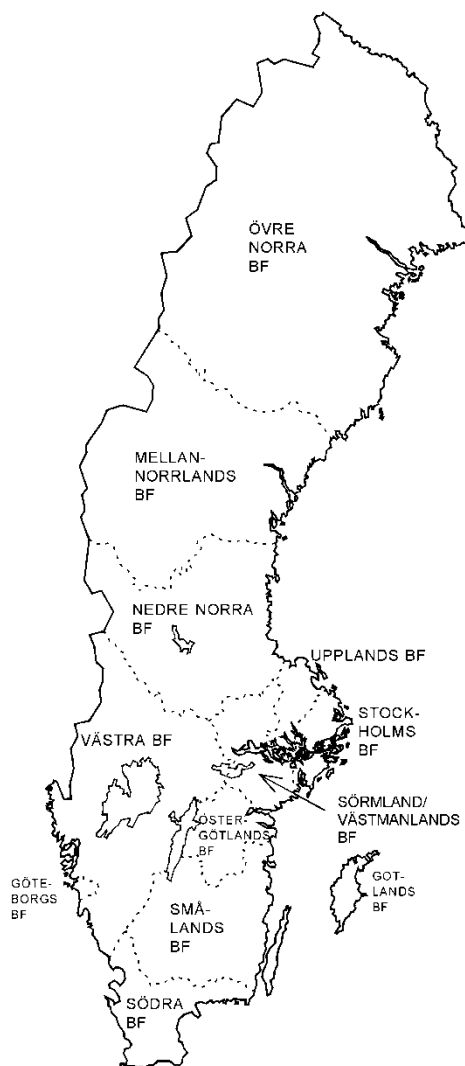 ÖVRE
NORRA
BF
MELLAN-
NORRLANDS
BF
NEDRE NORRA
BF
UPPLANDS BF
STOCK-
HOLMS
BF
VÄSTRA BF
SÖRMLAND/
VÄSTMANLANDS
BF
ÖSTER
GÖTLANDS
BF
GÖTE-
BORGS
BF
GOT-
LANDS
BF
SMÅ-
LANDS
BF
SÖDRA
BF